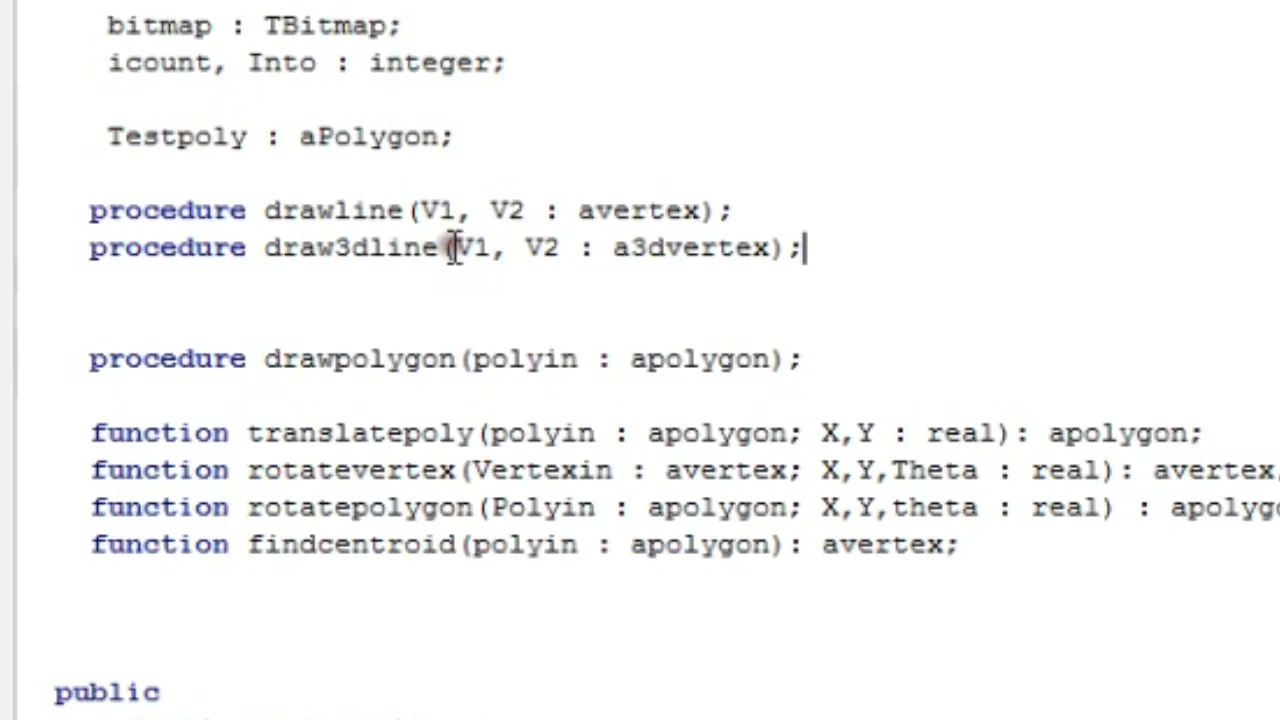 bitmap : TBitmap;
icount, Into : integer;
Testpoly : aPolygon;
procedure drawline(V1, V2 : avertex);
procedure draw3dline(V1, V2 : a3dvertex);
procedure drawpolygon(polyin : apolygon);
function translatepoly(polyin : apolygon; X,Y : real): apolygon;
function rotatevertex(Vertexin : avertex; X,Y,Theta : real): avertex;
function rotatepolygon(Polyin : apolygon; X,Y,theta : real) : apolygo
function findcentroid(polyin : apolygon): avertex;
public